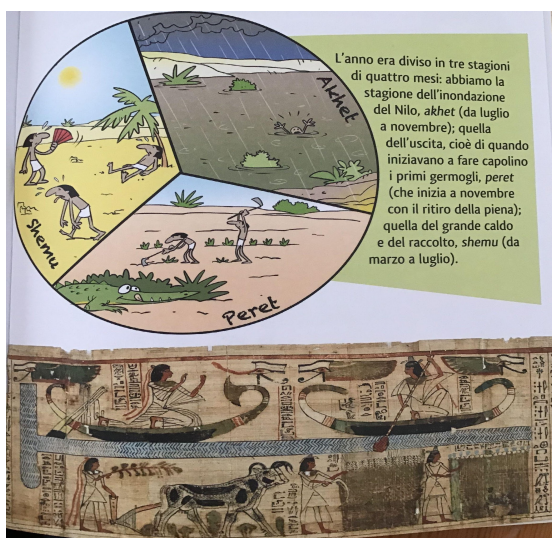 Akhet
Shemu
Peret
L'anno era diviso in tre stagioni
di quattro mesi: abbiamo la
stagione dell'inondazione
del Nilo, akhet (da luglio
a novembre); quella
dell'uscita, cioè di quando
iniziavano a fare capolino
i primi germogli, peret
(che inizia a novembre
con il ritiro della piena);
quella del grande caldo
e del raccolto, shemu (da
marzo a luglio).